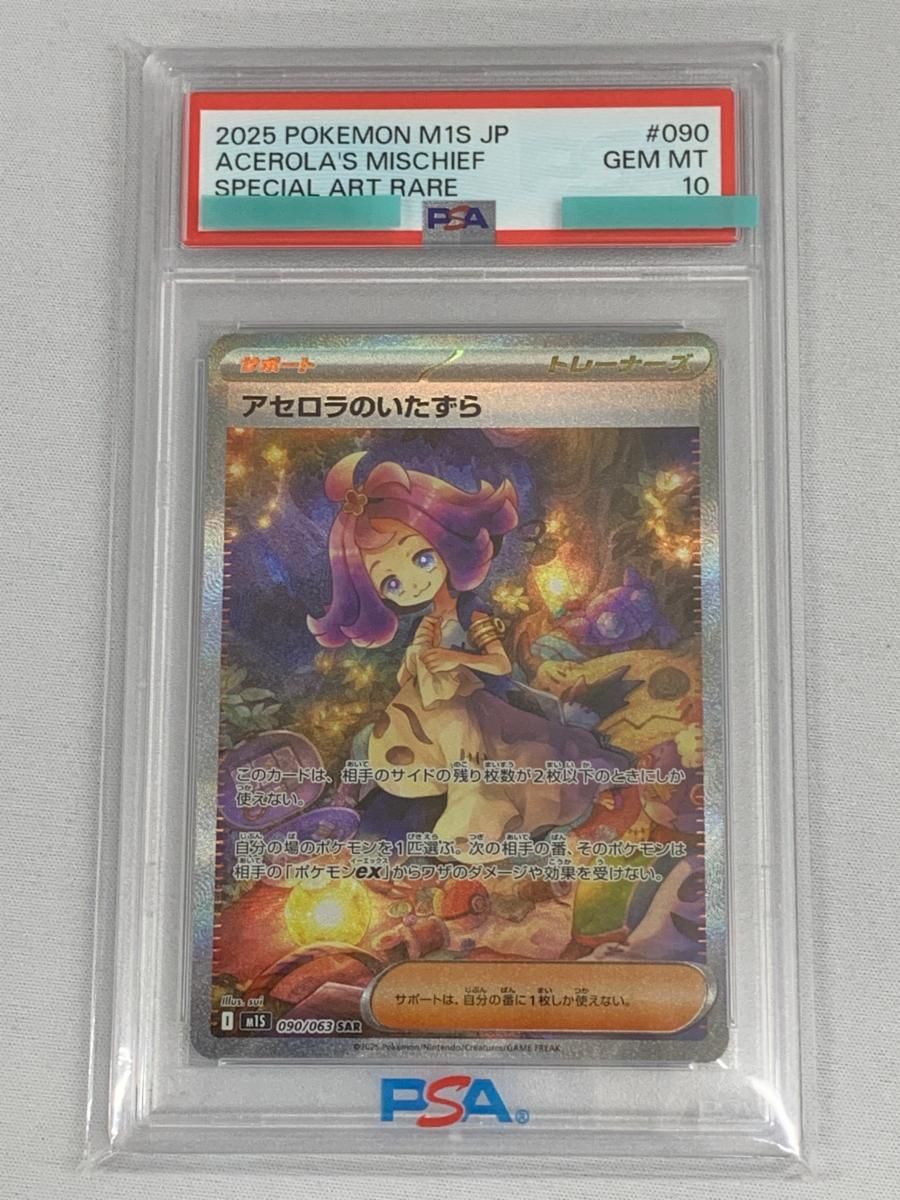 2025 POKEMON M1S JP #090
ACEROLA'S MISCHIEF GEM MT
SPECIAL ART RARE 10
PSA
サポート トレーナーズ
アセロラのいたずら
このカードは、相手のサイドの残り枚数が2枚以下のときにしか
使えない。
自分の場のポケモンを1匹選ぶ。次の相手の番、そのポケモンは
相手の「ポケモンex」からワザのダメージや効果を受けない。
サポートは、自分の番に1枚しか使えない。
Illus. sui
I M1S 090/063 SAR
©2025 Pokémon/Nintendo/Creatures/GAME FREAK.
PSA®